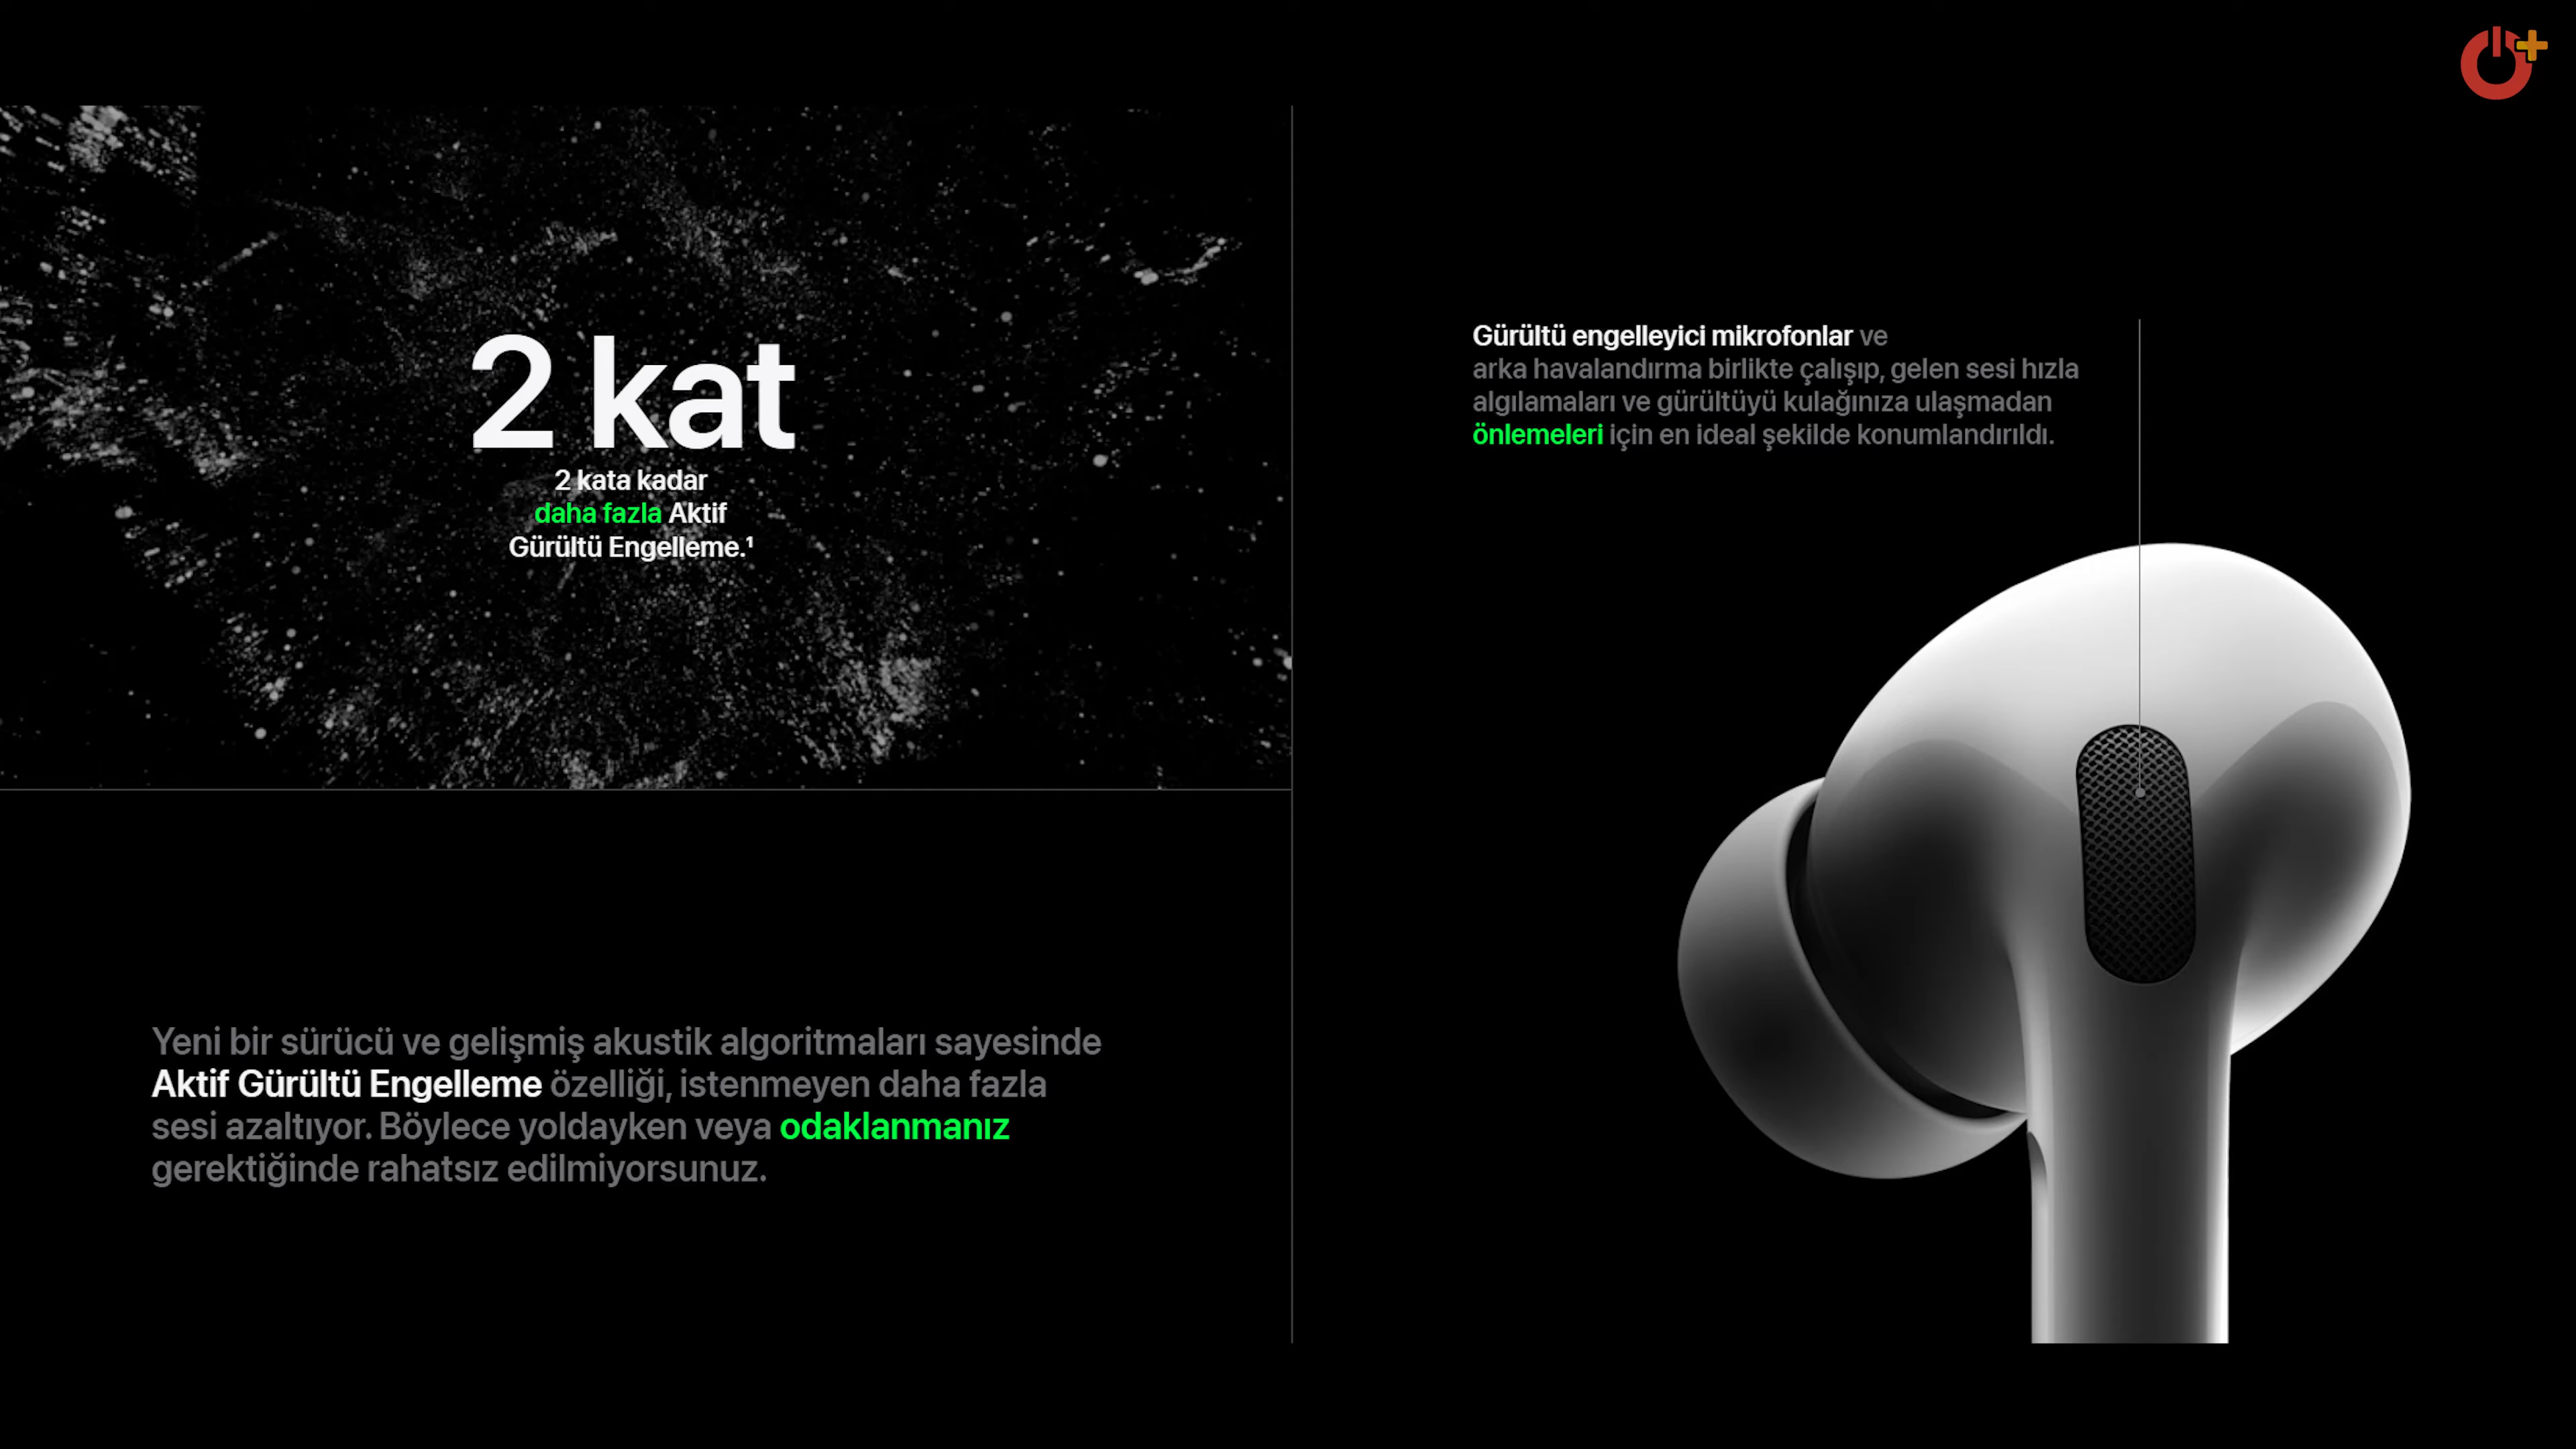 2 kat
2 kata kadar
daha fazla Aktif
Gürültü Engelleme.¹
Gürültü engelleyici mikrofonlar ve
arka havalandırma birlikte çalışıp, gelen sesi hızla
algılamaları ve gürültüyü kulağınıza ulaşmadan
önlemeleri için en ideal şekilde konumlandırıldı.
Yeni bir sürücü ve gelişmiş akustik algoritmaları sayesinde
Aktif Gürültü Engelleme özelliği, istenmeyen daha fazla
sesi azaltıyor. Böylece yoldayken veya odaklanmanız
gerektiğinde rahatsız edilmiyorsunuz.